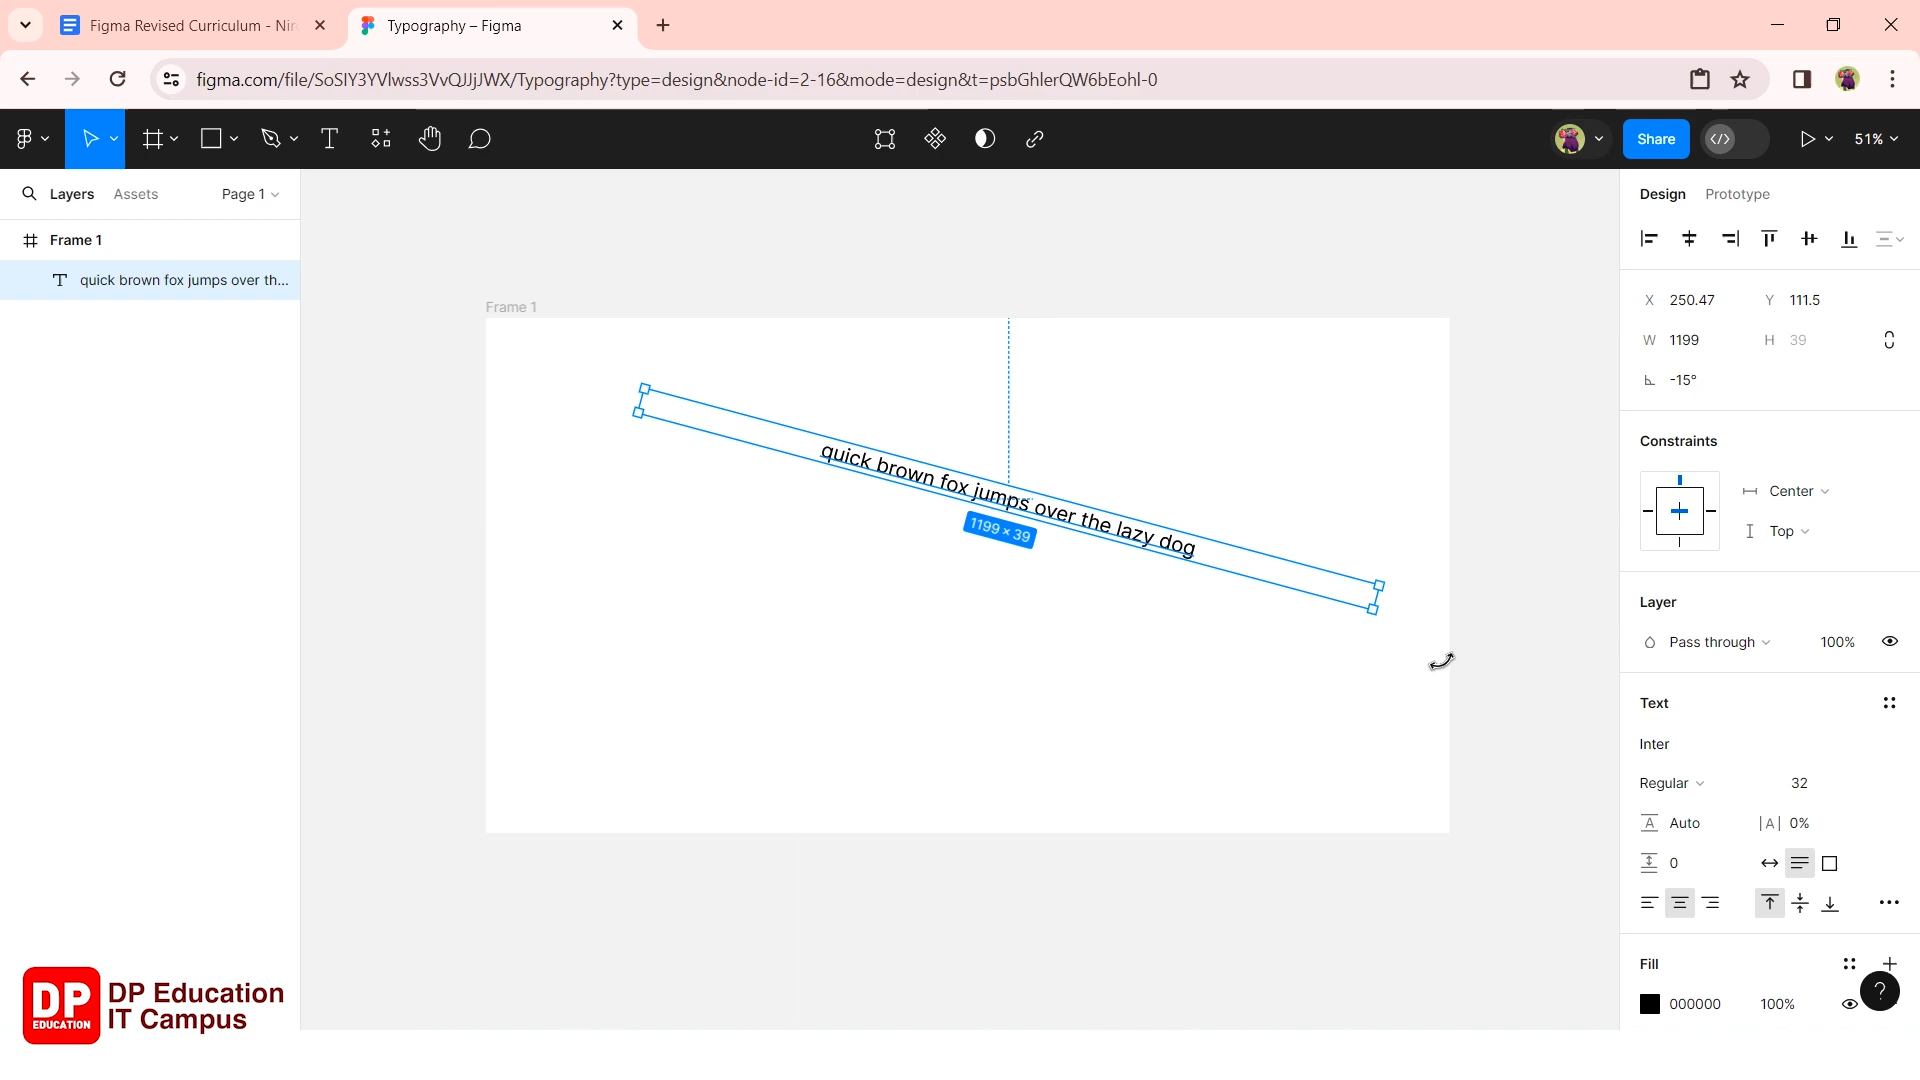 Figma Revised Curriculum - Nir
Typography – Figma
figma.com/file/SoSIY3YVlwss3VvQJJjJWX/Typography?type=design&node-id=2-16&mode=design&t=psbGhlerQW6bEohl-0
Share
51%
Layers
Assets
Page 1
Frame 1
quick brown fox jumps over th...
Frame 1
quick brown fox jumps over the lazy dog
1199 × 39
Design
Prototype
X 250.47 Y 111.5
W 1199 H 39
-15°
Constraints
Center
Top
Layer
Pass through 100%
Text
Inter
Regular 32
A Auto |A| 0%
0
Fill
000000 100%
?
DP
EDUCATION
DP Education
IT Campus